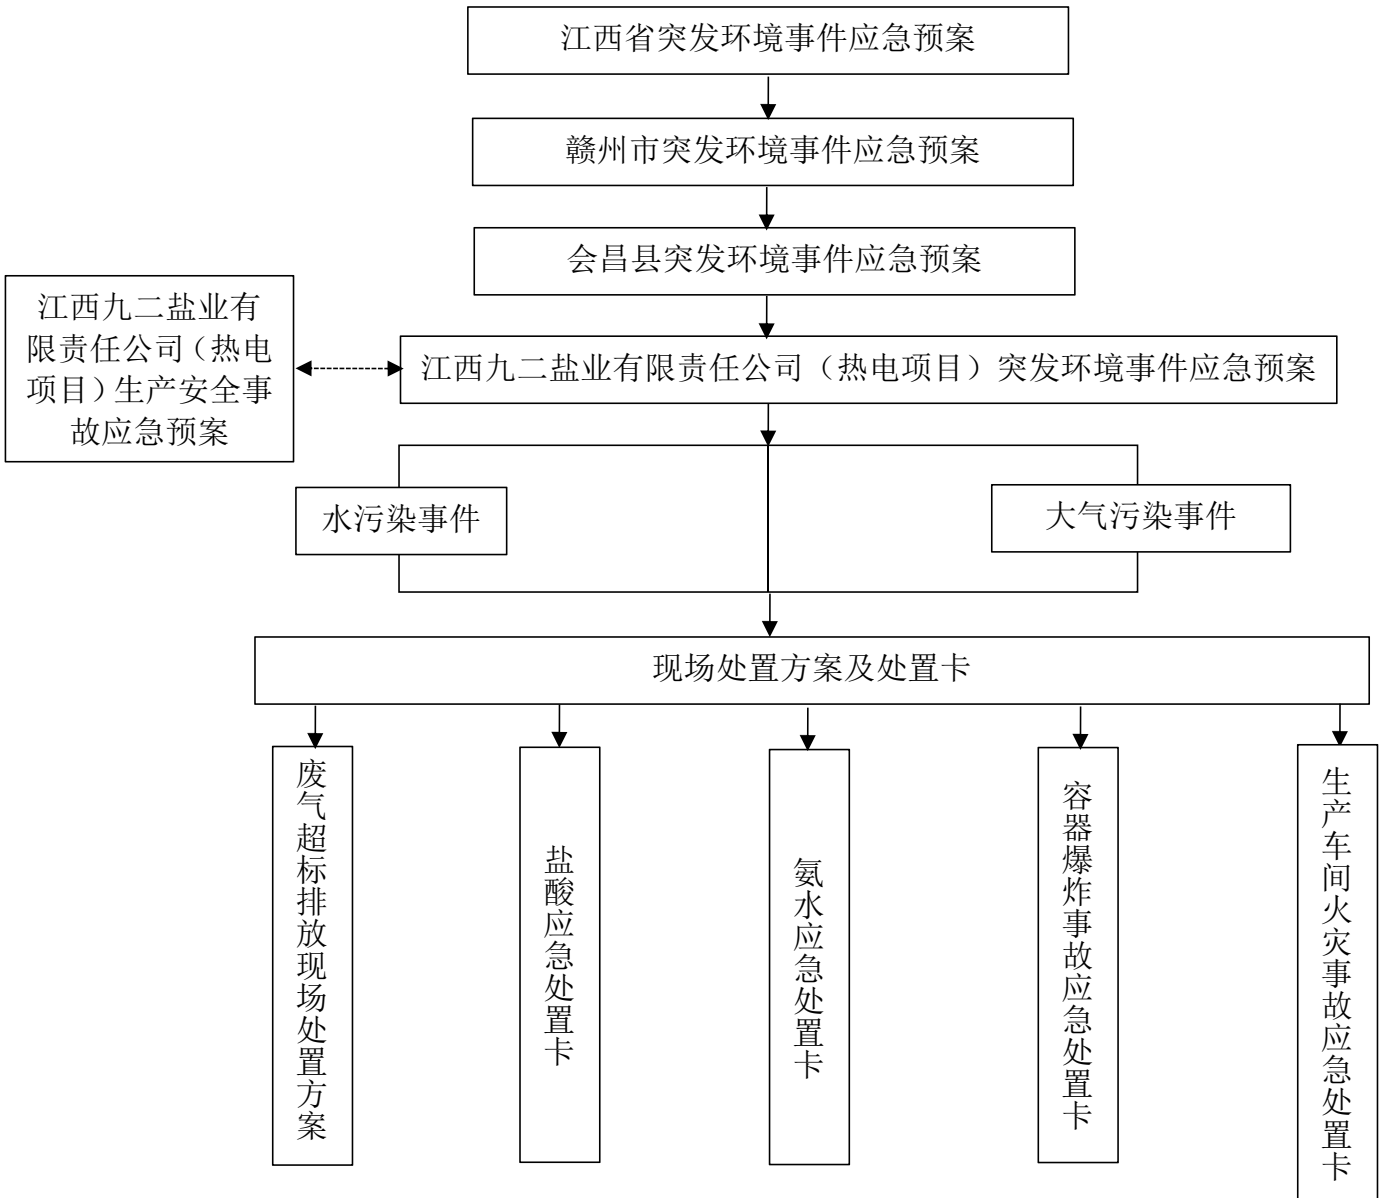 江西省突发环境事件应急预案
赣州市突发环境事件应急预案
会昌县突发环境事件应急预案
江西九二盐业有
限责任公司（热电
项目）生产安全事
故应急预案
江西九二盐业有限责任公司（热电项目）突发环境事件应急预案
水污染事件
大气污染事件
现场处置方案及处置卡
废气超标排放现场处置方案
盐酸应急处置卡
氨水应急处置卡
容器爆炸事故应急处置卡
生产车间火灾事故应急处置卡